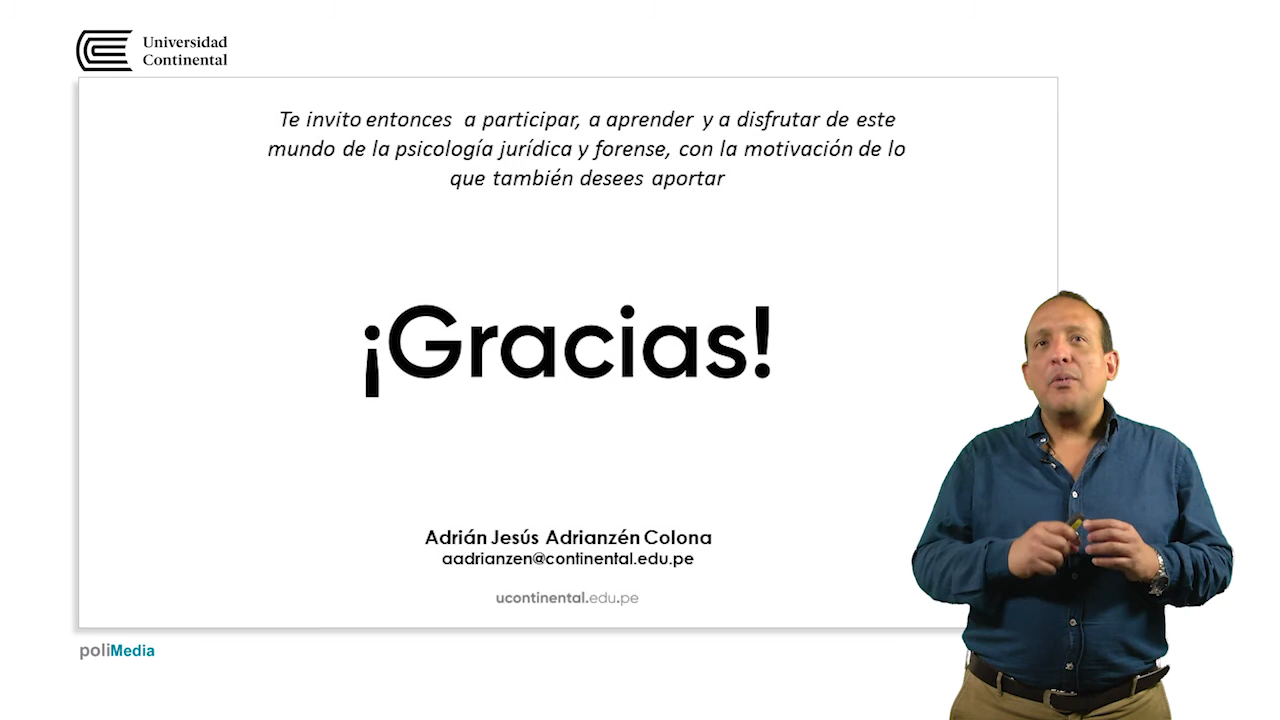 Universidad
Continental
Te invito entonces a participar, a aprender y a disfrutar de este
mundo de la psicología jurídica y forense, con la motivación de lo
que también desees aportar
¡Gracias!
Adrián Jesús Adrianzén Colona
aadrianzen@continental.edu.pe
ucontinental.edu.pe
poliMedia